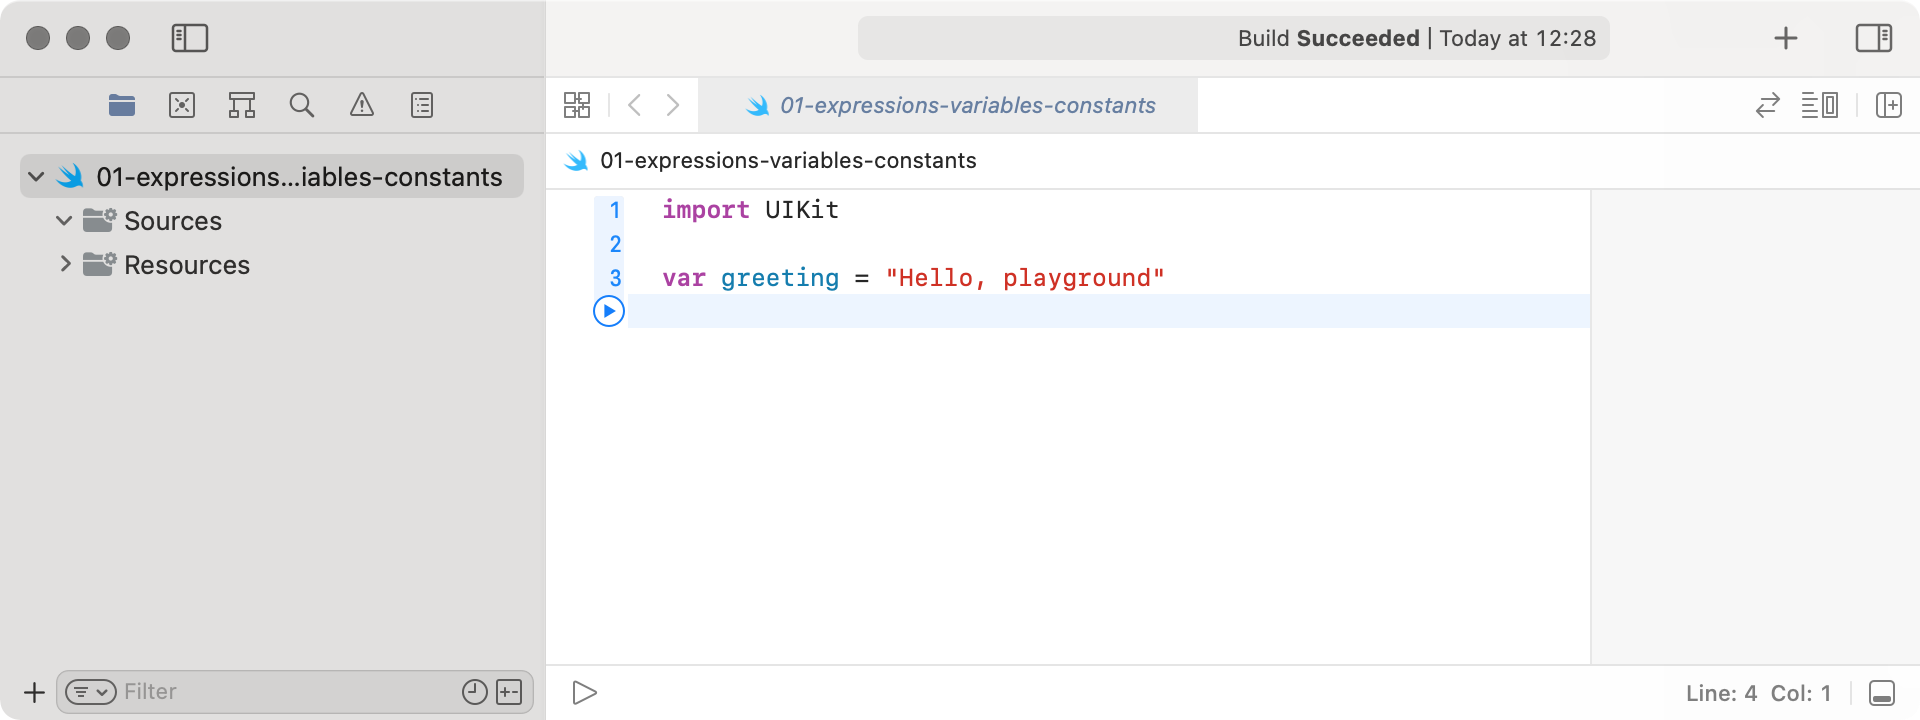 Build Succeeded | Today at 12:28
01-expressions-variables-constants
01-expressions...iables-constants
Sources
Resources
01-expressions-variables-constants
1 import UIKit
2
3 var greeting = "Hello, playground"
Filter
Line: 4 Col: 1